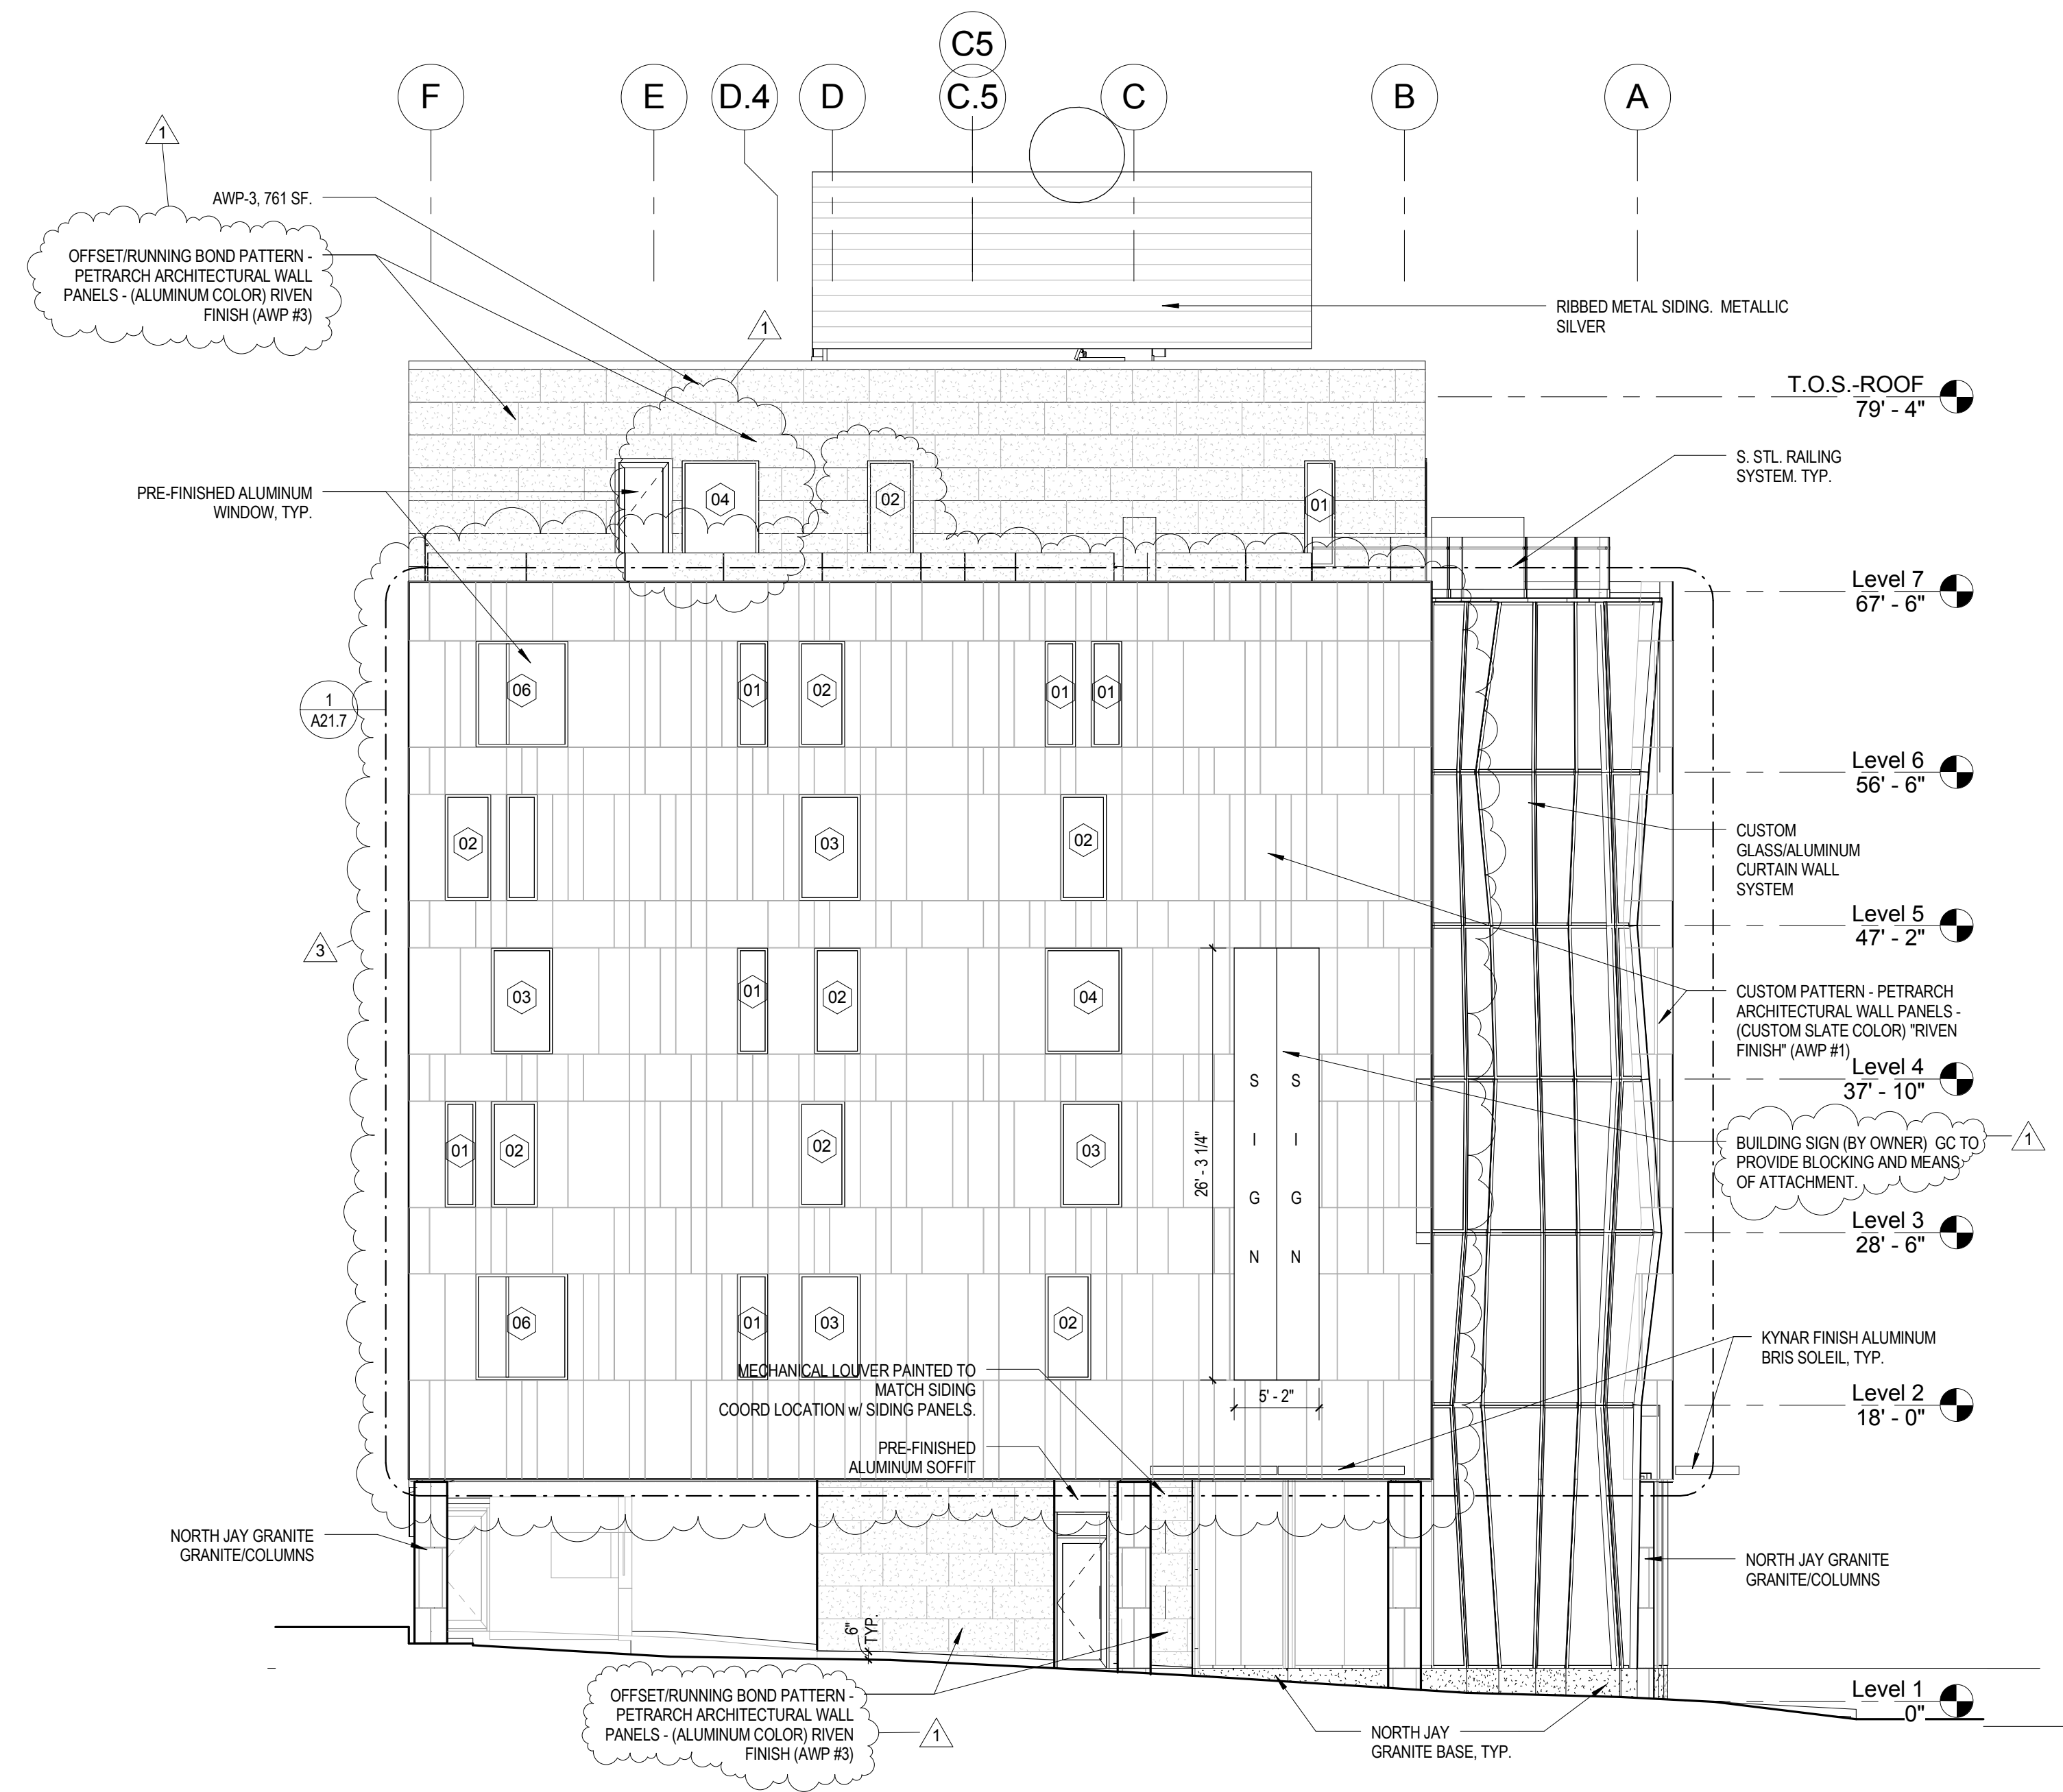 C5
F
E
D.4
D
C.5
C
B
A
1
AWP-3, 761 SF.
OFFSET/RUNNING BOND PATTERN -
PETRARCH ARCHITECTURAL WALL
PANELS - (ALUMINUM COLOR) RIVEN
FINISH (AWP #3)
1
RIBBED METAL SIDING. METALLIC
SILVER
T.O.S.-ROOF
79' - 4"
S. STL. RAILING
SYSTEM. TYP.
PRE-FINISHED ALUMINUM
WINDOW, TYP.
04
02
01
Level 7
67' - 6"
06
01
02
01
01
1
A21.7
Level 6
56' - 6"
02
03
02
CUSTOM
GLASS/ALUMINUM
CURTAIN WALL
SYSTEM
Level 5
47' - 2"
3
03
01
02
04
CUSTOM PATTERN - PETRARCH
ARCHITECTURAL WALL PANELS -
(CUSTOM SLATE COLOR) "RIVEN
FINISH" (AWP #1)
Level 4
37' - 10"
S S
I I
G G
N N
26' - 3 1/4"
01
02
02
03
BUILDING SIGN (BY OWNER) GC TO
PROVIDE BLOCKING AND MEANS
OF ATTACHMENT.
1
Level 3
28' - 6"
06
01
03
02
KYNAR FINISH ALUMINUM
BRIS SOLEIL, TYP.
MECHANICAL LOUVER PAINTED TO
MATCH SIDING
COORD LOCATION w/ SIDING PANELS.
5' - 2"
Level 2
18' - 0"
PRE-FINISHED
ALUMINUM SOFFIT
NORTH JAY GRANITE
GRANITE/COLUMNS
NORTH JAY GRANITE
GRANITE/COLUMNS
6"
TYP.
OFFSET/RUNNING BOND PATTERN -
PETRARCH ARCHITECTURAL WALL
PANELS - (ALUMINUM COLOR) RIVEN
FINISH (AWP #3)
1
NORTH JAY
GRANITE BASE, TYP.
Level 1
0"